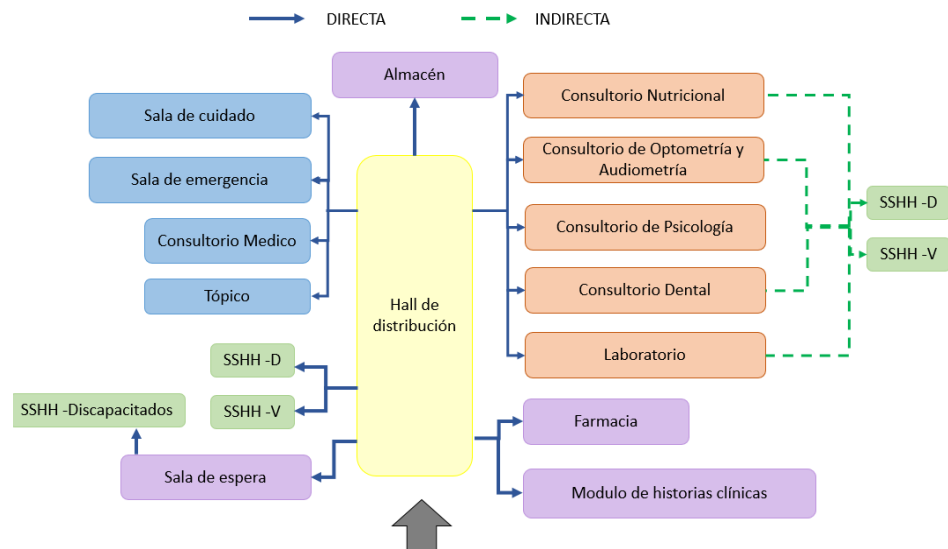 DIRECTA
INDIRECTA
Almacén
Sala de cuidado
Sala de emergencia
Consultorio Medico
Tópico
Hall de
distribución
SSHH -D
SSHH -V
SSHH -Discapacitados
Sala de espera
Consultorio Nutricional
Consultorio de Optometría y
Audiometría
Consultorio de Psicología
Consultorio Dental
Laboratorio
SSHH -D
SSHH -V
Farmacia
Modulo de historias clínicas